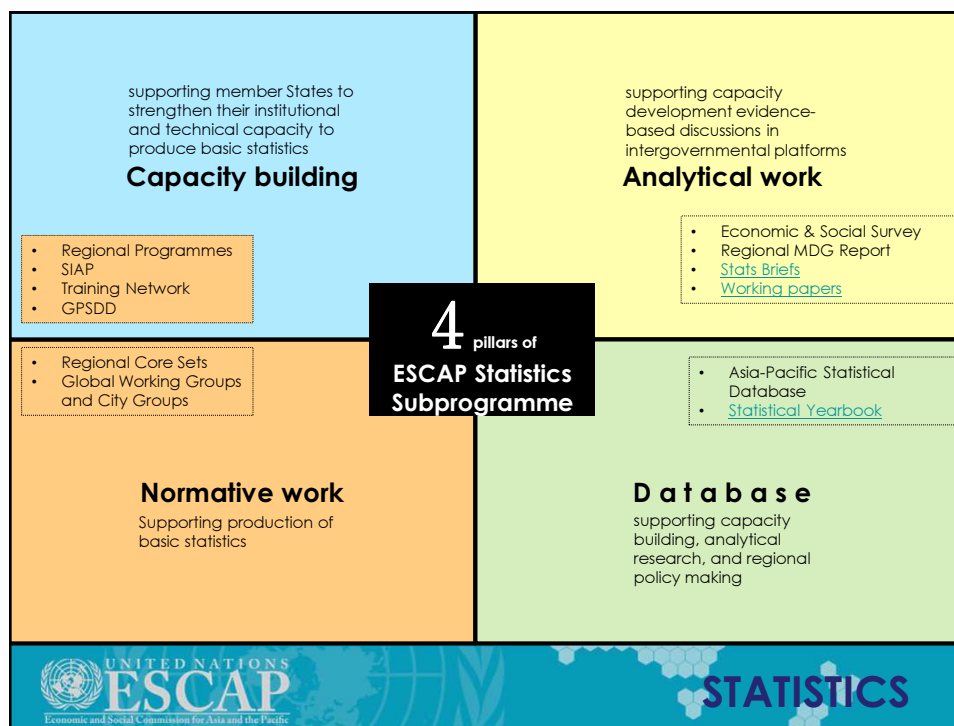 supporting member States to
strengthen their institutional
and technical capacity to
produce basic statistics
Capacity building
• Regional Programmes
• SIAP
• Training Network
• GPSDD
supporting capacity
development evidence-
based discussions in
intergovernmental platforms
Analytical work
• Economic & Social Survey
• Regional MDG Report
• Stats Briefs
• Working papers
4 pillars of
ESCAP Statistics
Subprogramme
• Regional Core Sets
• Global Working Groups
and City Groups
Normative work
Supporting production of
basic statistics
• Asia-Pacific Statistical
Database
• Statistical Yearbook
Database
supporting capacity
building, analytical
research, and regional
policy making
UNITED NATIONS
ESCAP
Economic and Social Commission for Asia and the Pacific
STATISTICS